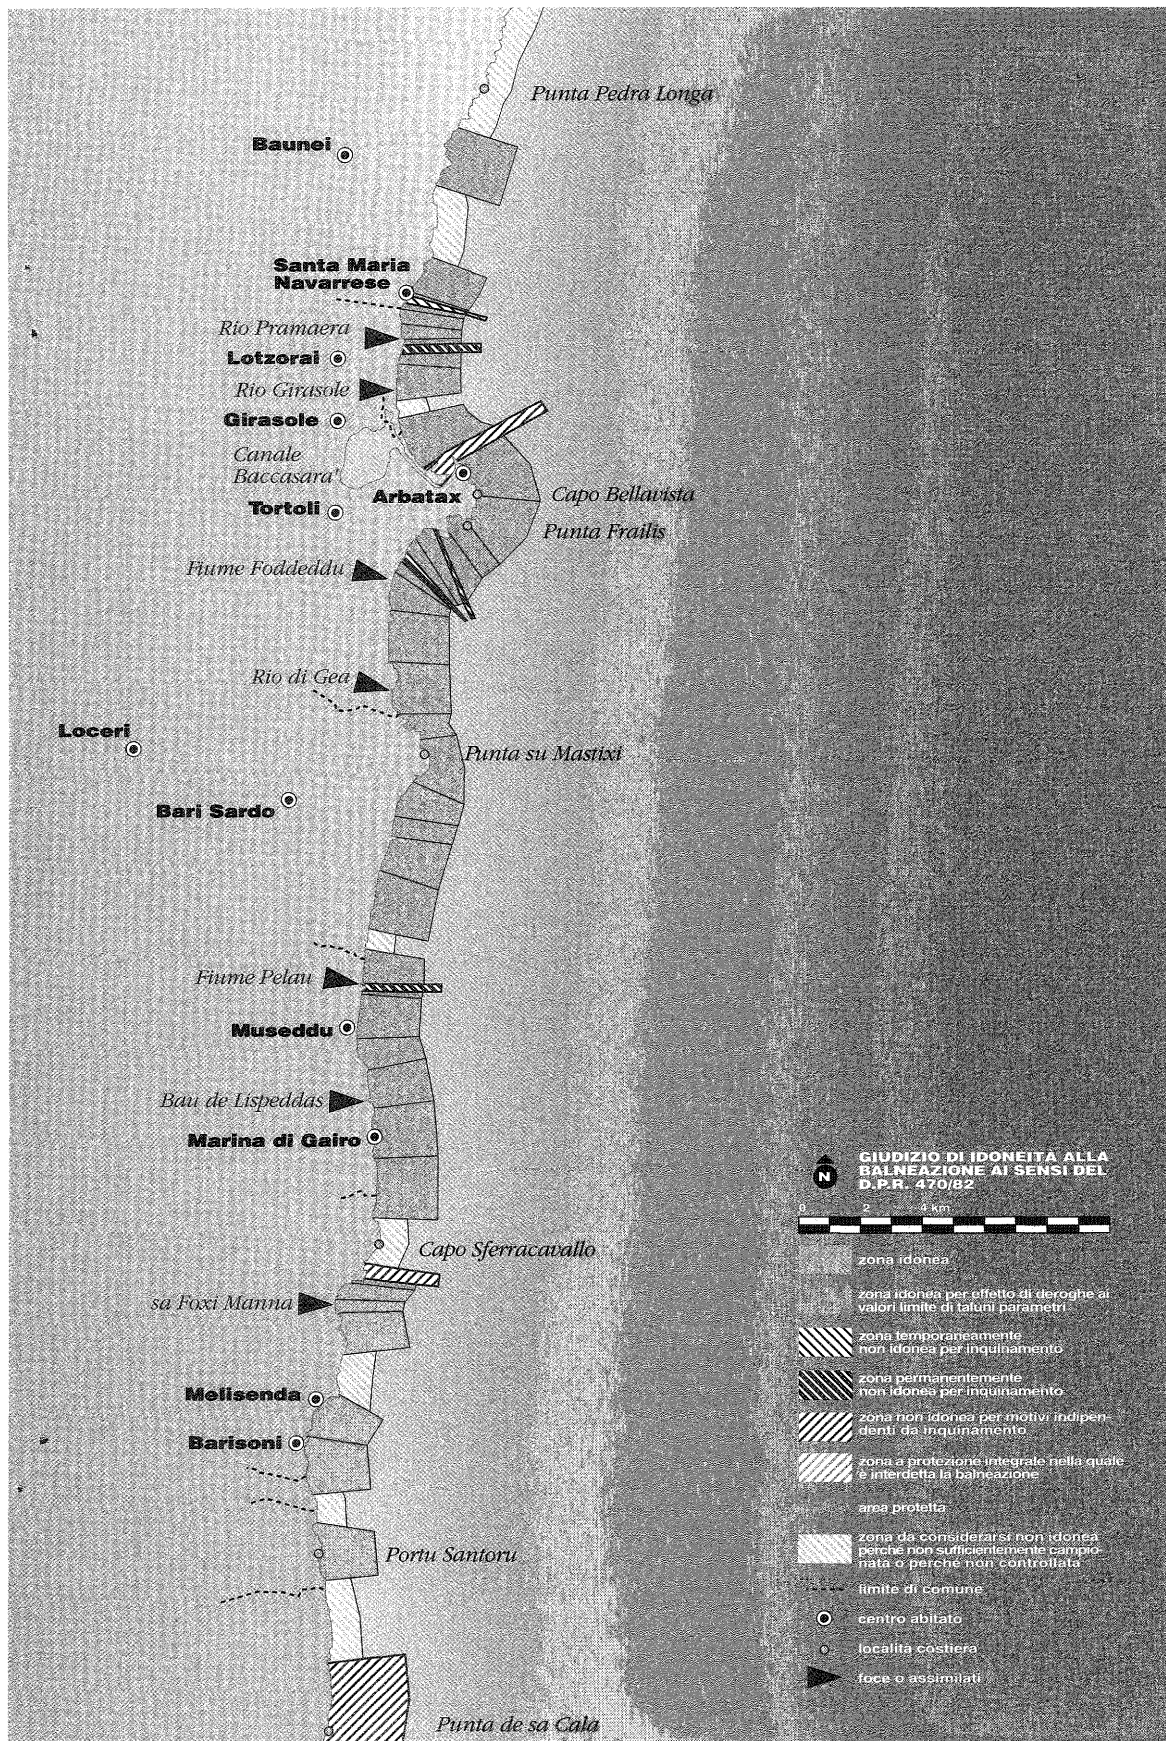 Punta Pedra Longa
Baunei
Santa Maria
Navarrese
Rio Pramaera
Lotzorai
Rio Girasole
Girasole
Canale
Baccasara'
Arbatax
Capo Bellavista
Tortoli
Punta Frailis
Fiume Foddeddu
Rio di Gea
Loceri
Punta su Mastixi
Bari Sardo
Fiume Pelau
Museddu
Bau de Lispeddas
Marina di Gairo
Capo Sferracavallo
sa Foxi Manna
Melisenda
Barisoni
Portu Santoru
Punta de sa Cala
N
GIUDIZIO DI IDONEITÀ ALLA
BALNEAZIONE AI SENSI DEL
D.P.R. 470/82
0 2 4 km
zona idonea
zona idonea per effetto di deroghe ai
valori limite di taluni parametri
zona temporaneamente
non idonea per inquinamento
zona permanentemente
non idonea per inquinamento
zona non idonea per motivi indipen-
denti da inquinamento
zona a protezione integrale nella quale
è interdetta la balneazione
area protetta
zona da considerarsi non idonea
perché non sufficientemente campio-
nata o perché non controllata
limite di comune
centro abitato
località costiera
foce o assimilati